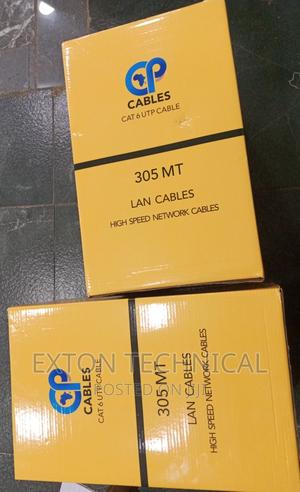 CP
CABLES
CAT 6 UTP CABLE
305 MT
LAN CABLES
HIGH SPEED NETWORK CABLES
CP
CABLES
CAT 6 UTP CABLE
305 MT
LAN CABLES
HIGH SPEED NETWORK CABLES
EXTON TECHNICAL
POSTED ON JIJI